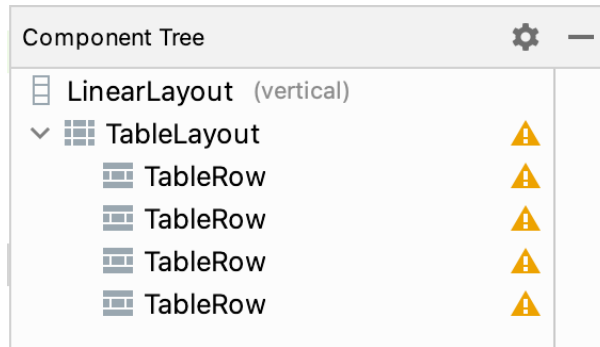 Component Tree
LinearLayout (vertical)
TableLayout
TableRow
TableRow
TableRow
TableRow